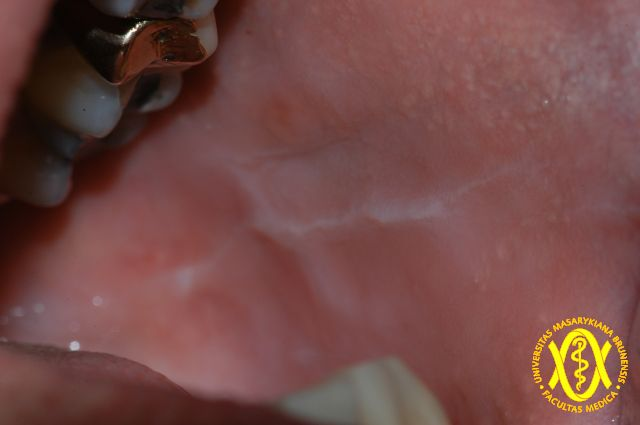 UNIVERSITAS MASARYKIANA BRUNENSIS
• FACULTAS MEDICA •